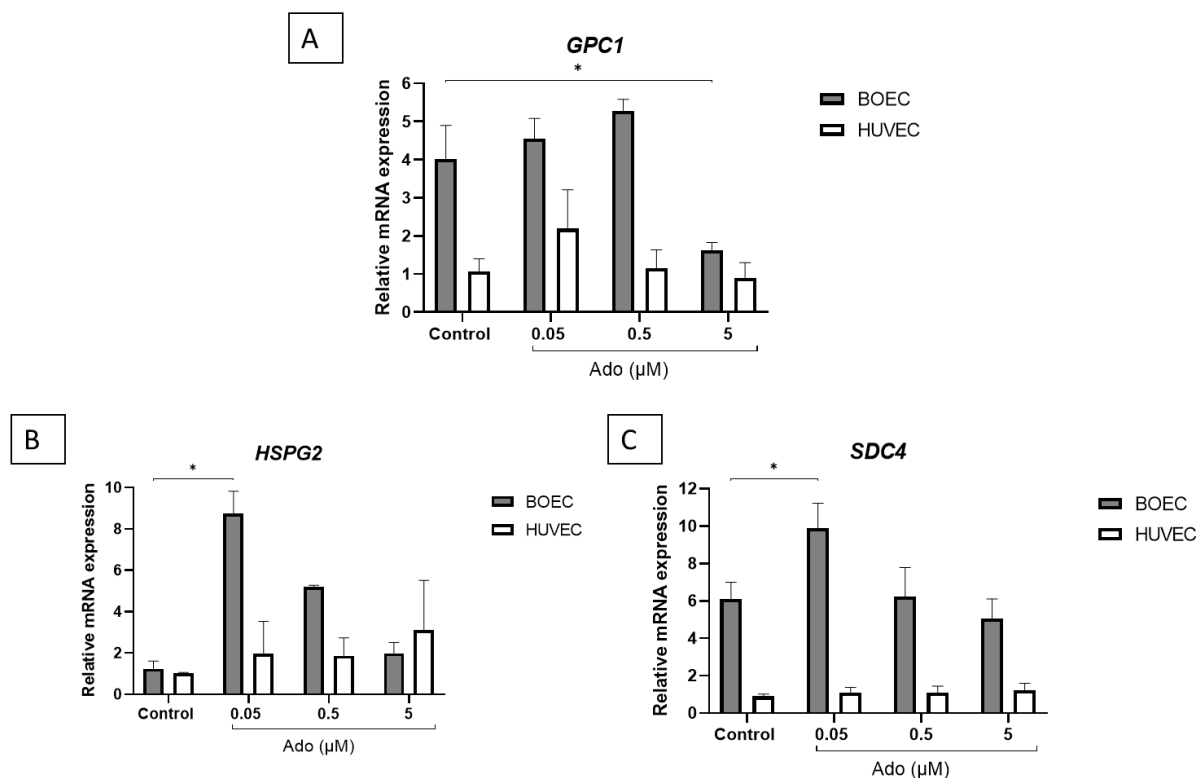 A
GPC1
*
Relative mRNA expression
6
5
4
3
2
1
0
Control 0.05 0.5 5
Ado (µM)
BOEC
HUVEC
B
HSPG2
*
Relative mRNA expression
10
8
6
4
2
0
Control 0.05 0.5 5
Ado (µM)
BOEC
HUVEC
C
SDC4
*
Relative mRNA expression
12
10
8
6
4
2
0
Control 0.05 0.5 5
Ado (µM)
BOEC
HUVEC